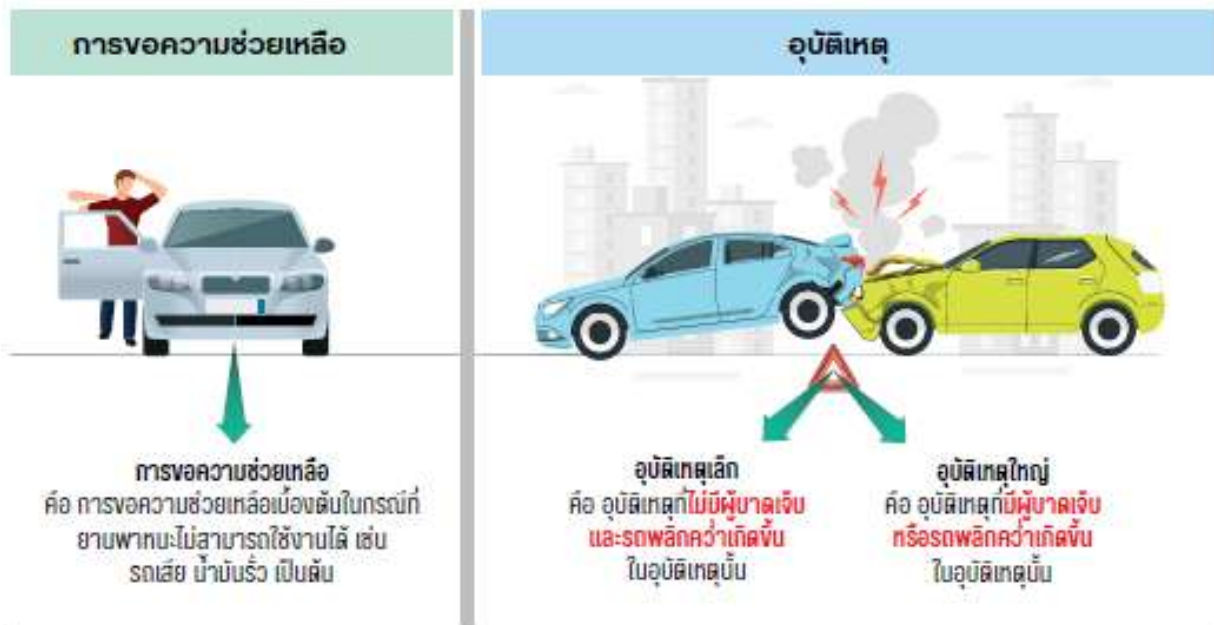 การขอความช่วยเหลือ
อุบัติเหตุ
การขอความช่วยเหลือ
คือ การขอความช่วยเหลือเบื้องต้นในกรณีที่
ยานพาหนะไม่สามารถใช้งานได้ เช่น
รถเสีย น้ำมันรั่ว เป็นต้น
อุบัติเหตุเล็ก
คือ อุบัติเหตุที่ไม่มีผู้บาดเจ็บ
และรถพลิกคว่ำเกิดขึ้น
ในอุบัติเหตุนั้น
อุบัติเหตุใหญ่
คือ อุบัติเหตุที่มีผู้บาดเจ็บ
หรือรถพลิกคว่ำเกิดขึ้น
ในอุบัติเหตุนั้น